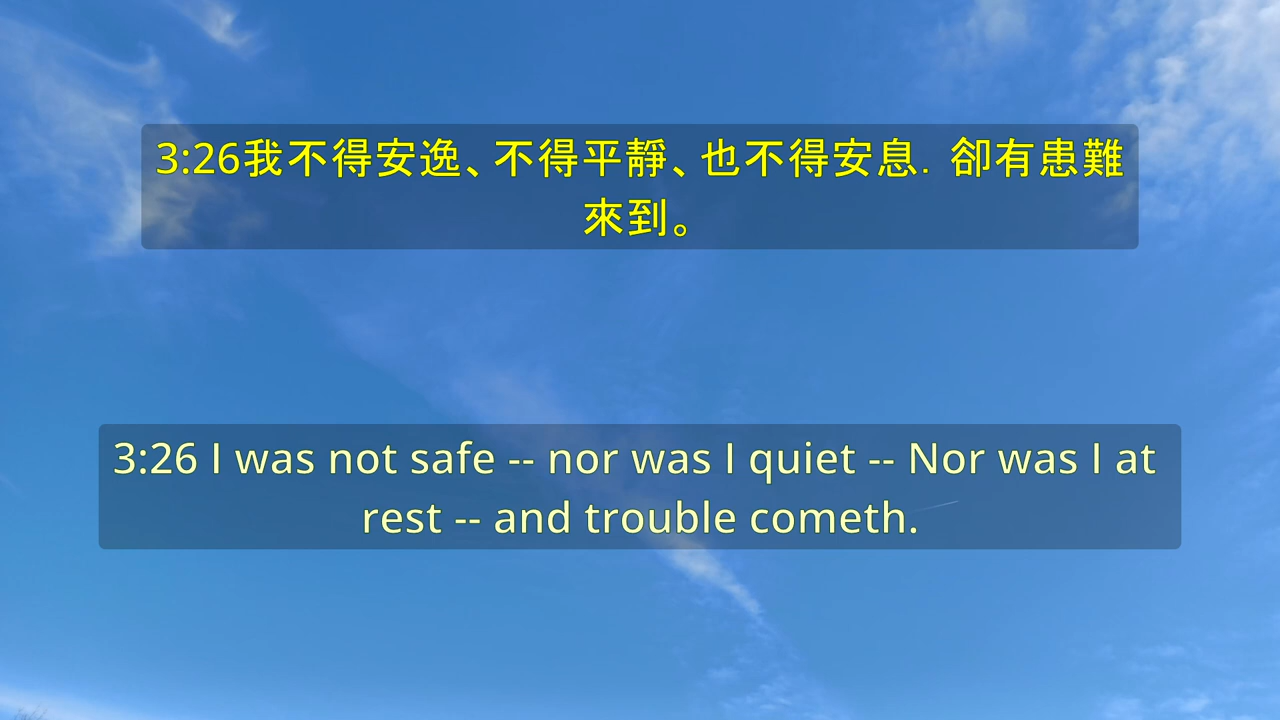 3:26我不得安逸、不得平靜、也不得安息．卻有患難
來到。
3:26 I was not safe -- nor was I quiet -- Nor was I at
rest -- and trouble cometh.